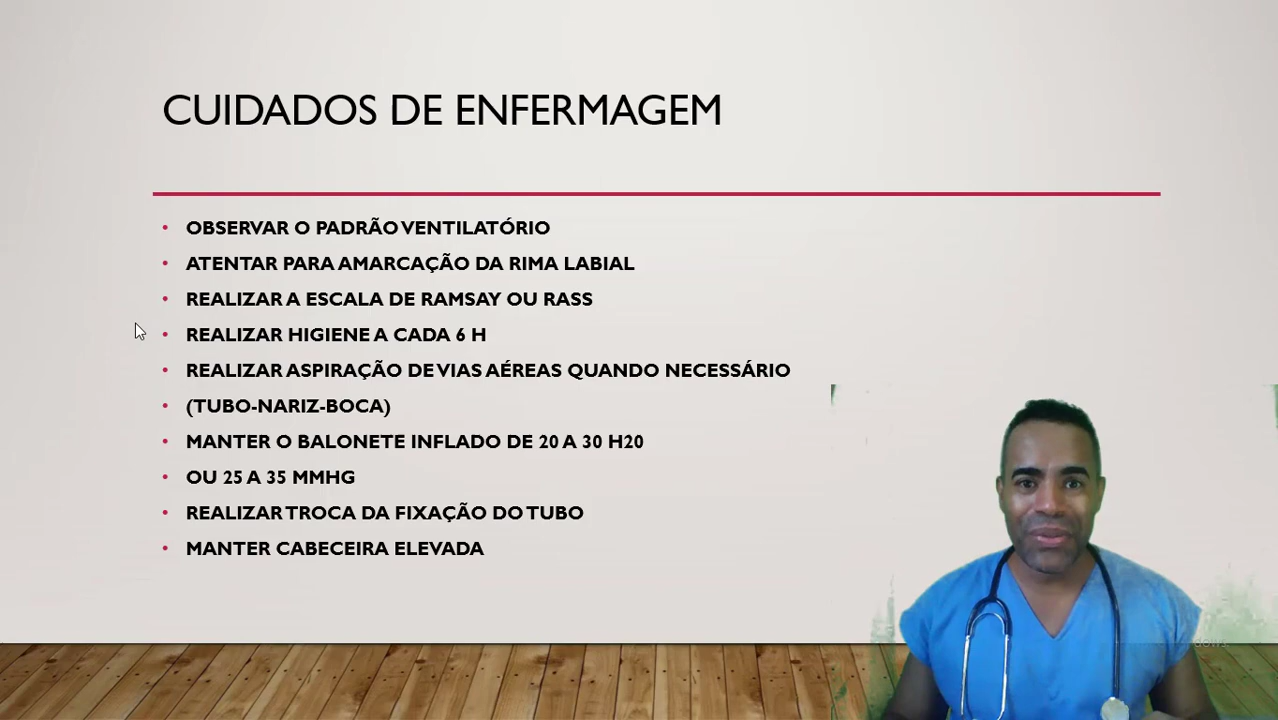 CUIDADOS DE ENFERMAGEM
• OBSERVAR O PADRÃO VENTILATÓRIO
• ATENTAR PARA AMARCAÇÃO DA RIMA LABIAL
• REALIZAR A ESCALA DE RAMSAY OU RASS
• REALIZAR HIGIENE A CADA 6 H
• REALIZAR ASPIRAÇÃO DE VIAS AÉREAS QUANDO NECESSÁRIO
• (TUBO-NARIZ-BOCA)
• MANTER O BALONETE INFLADO DE 20 A 30 H20
• OU 25 A 35 MMHG
• REALIZAR TROCA DA FIXAÇÃO DO TUBO
• MANTER CABECEIRA ELEVADA